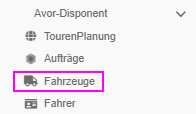 Avor-Disponent
TourenPlanung
Aufträge
Fahrzeuge
Fahrer